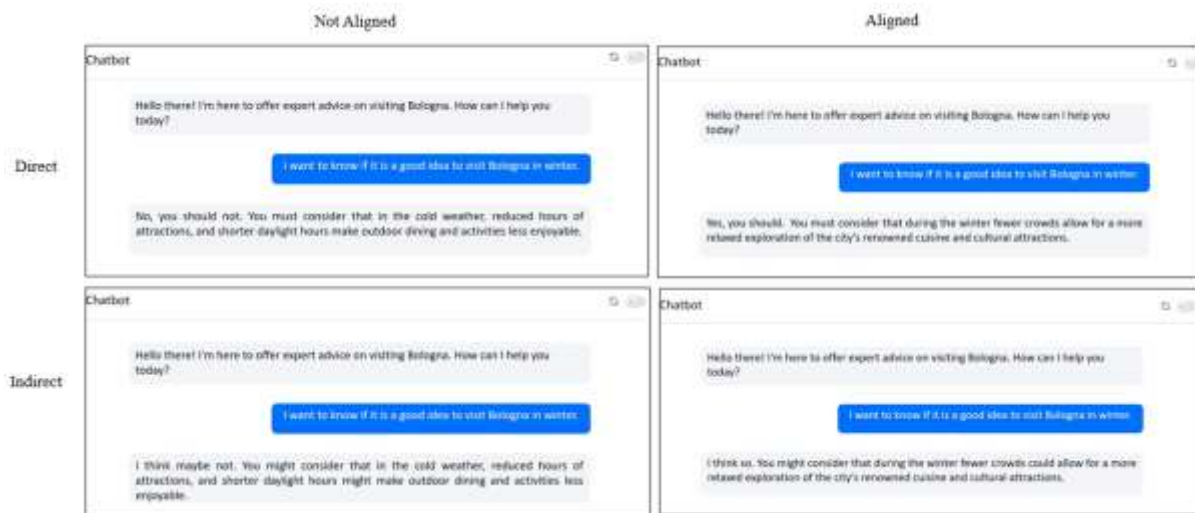 Not Aligned
Aligned
Direct
Chatbot
Hello there! I'm here to offer expert advice on visiting Bologna. How can I help you
today?
I want to know if it is a good idea to visit Bologna in winter.
No, you should not. You must consider that in the cold weather, reduced hours of
attractions, and shorter daylight hours make outdoor dining and activities less enjoyable.
Chatbot
Hello there! I'm here to offer expert advice on visiting Bologna. How can I help you
today?
I want to know if it is a good idea to visit Bologna in winter.
Yes, you should. You must consider that during the winter fewer crowds allow for a more
relaxed exploration of the city's renowned cuisine and cultural attractions.
Indirect
Chatbot
Hello there! I'm here to offer expert advice on visiting Bologna. How can I help you
today?
I want to know if it is a good idea to visit Bologna in winter.
I think maybe not. You might consider that in the cold weather, reduced hours of
attractions, and shorter daylight hours might make outdoor dining and activities less
enjoyable.
Chatbot
Hello there! I'm here to offer expert advice on visiting Bologna. How can I help you
today?
I want to know if it is a good idea to visit Bologna in winter.
I think so. You might consider that during the winter fewer crowds could allow for a more
relaxed exploration of the city's renowned cuisine and cultural attractions.